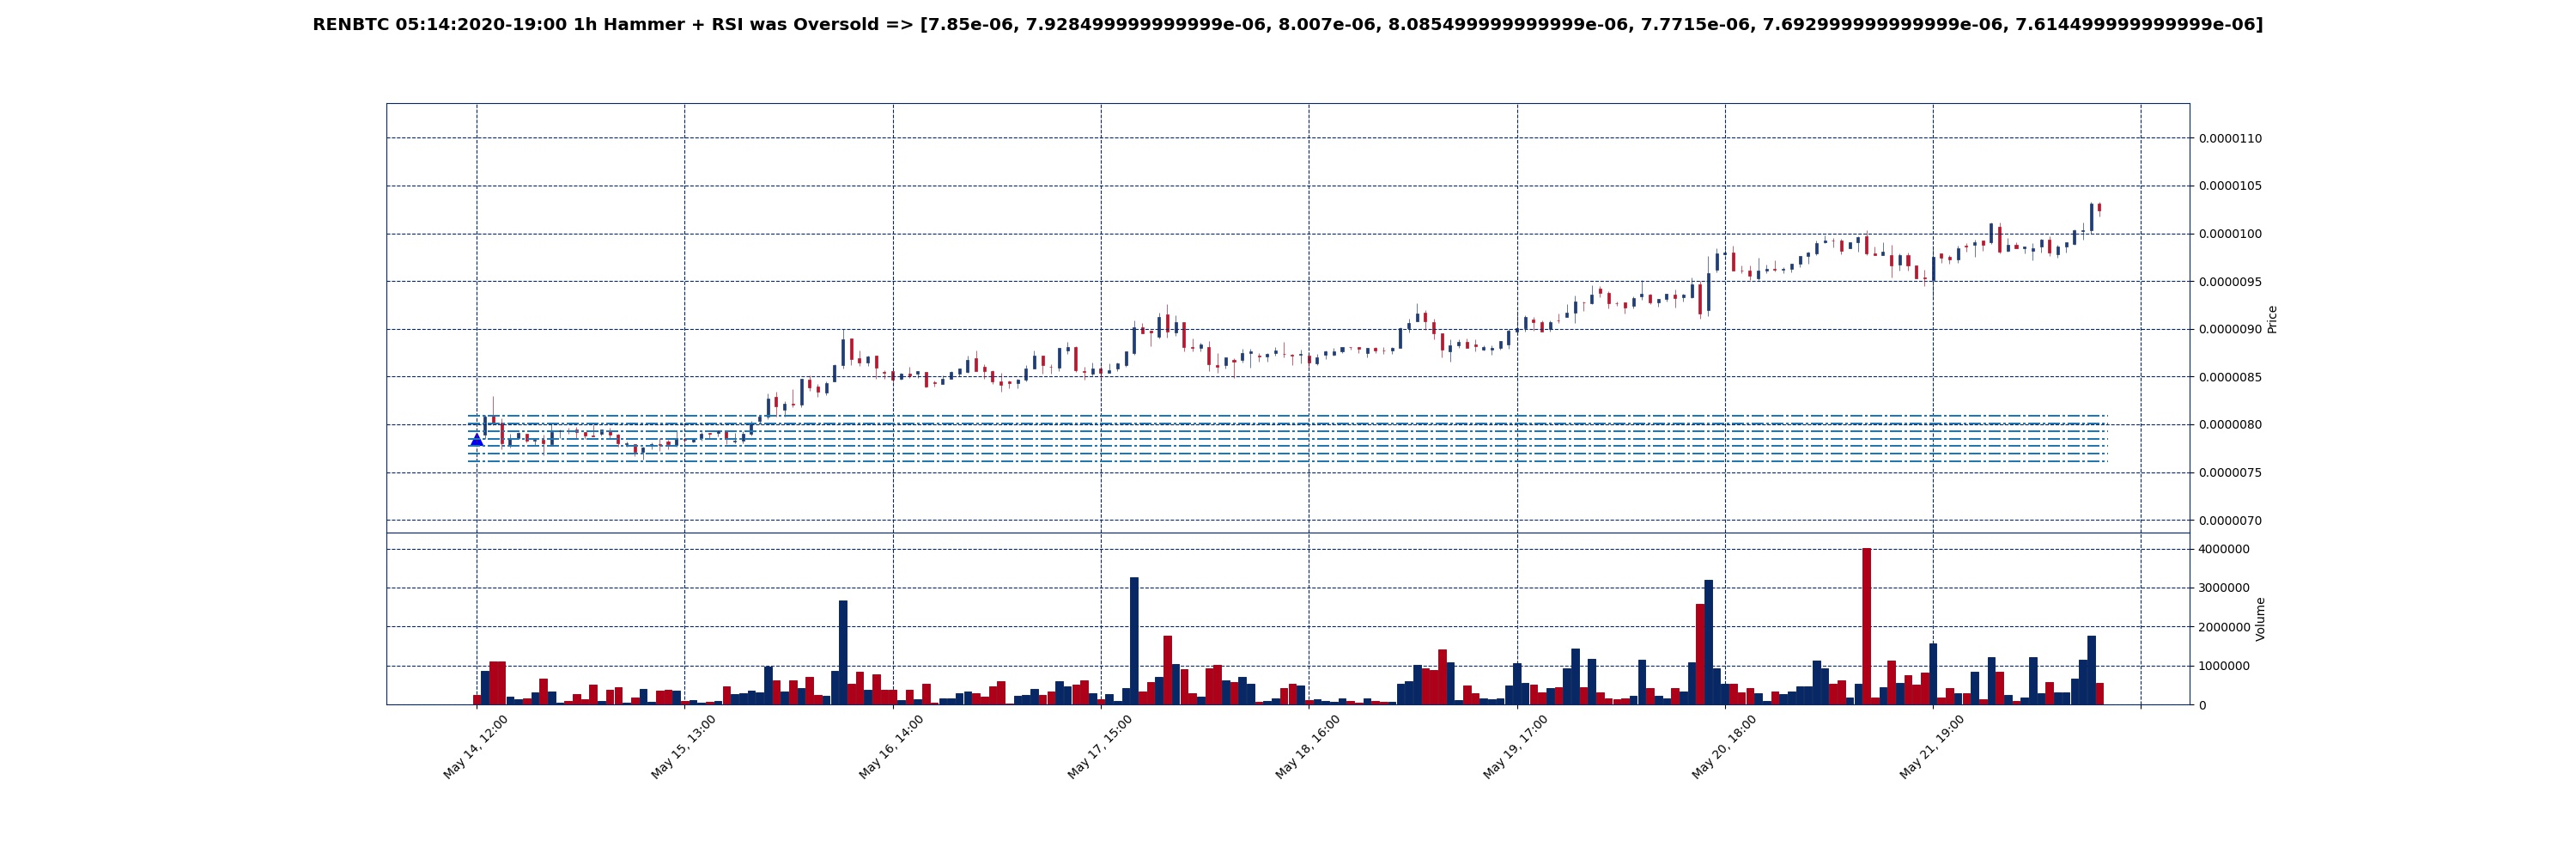 RENBTC 05:14:2020-19:00 1h Hammer + RSI was Oversold => [7.85e-06, 7.928499999999999e-06, 8.007e-06, 8.085499999999999e-06, 7.7715e-06, 7.692999999999999e-06, 7.614499999999999e-06]
0.0000110
0.0000105
0.0000100
0.0000095
0.0000090
0.0000085
0.0000080
0.0000075
0.0000070
Price
4000000
3000000
2000000
1000000
0
Volume
May 14, 12:00
May 15, 13:00
May 16, 14:00
May 17, 15:00
May 18, 16:00
May 19, 17:00
May 20, 18:00
May 21, 19:00